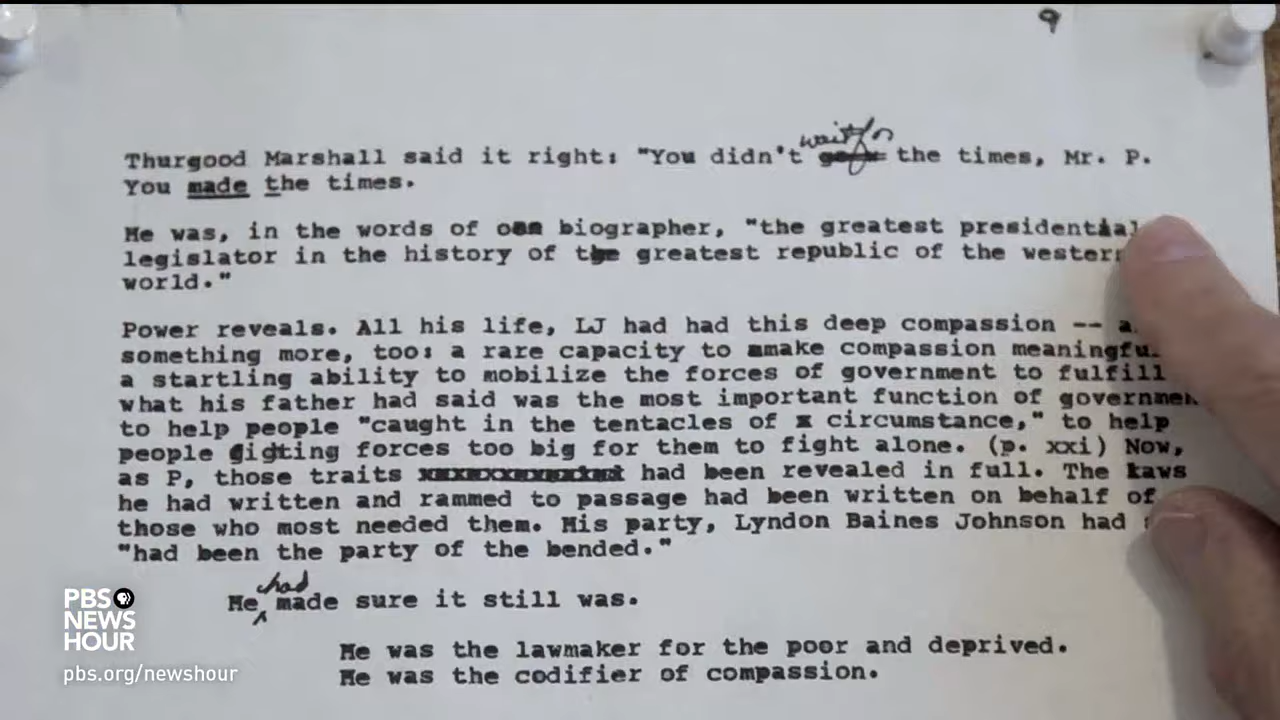 9
wait for
Thurgood Marshall said it right: "You didn't the times, Mr. P.
You made the times.
He was, in the words of one biographer, "the greatest presidential
legislator in the history of the greatest republic of the western
world."
Power reveals. All his life, LJ had had this deep compassion --
something more, too: a rare capacity to make compassion meaningful
a startling ability to mobilize the forces of government to fulfill
what his father had said was the most important function of governmen
to help people "caught in the tentacles of x circumstance," to help
people figting forces too big for them to fight alone. (p. xxi) Now,
as P, those traits had been revealed in full. The laws
he had written and rammed to passage had been written on behalf of
those who most needed them. His party, Lyndon Baines Johnson had
"had been the party of the bended."
had
He made sure it still was.
He was the lawmaker for the poor and deprived.
He was the codifier of compassion.
PBS
NEWS
HOUR
pbs.org/newshour